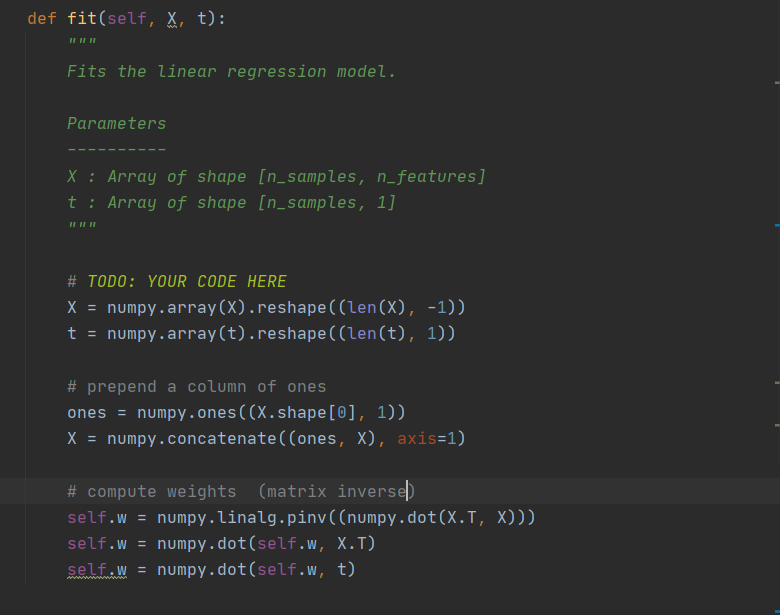 def fit(self, X, t):
"""
Fits the linear regression model.
Parameters
----------
X : Array of shape [n_samples, n_features]
t : Array of shape [n_samples, 1]
"""
# TODO: YOUR CODE HERE
X = numpy.array(X).reshape((len(X), -1))
t = numpy.array(t).reshape((len(t), 1))
# prepend a column of ones
ones = numpy.ones((X.shape[0], 1))
X = numpy.concatenate((ones, X), axis=1)
# compute weights  (matrix inverse)
self.w = numpy.linalg.pinv((numpy.dot(X.T, X)))
self.w = numpy.dot(self.w, X.T)
self.w = numpy.dot(self.w, t)